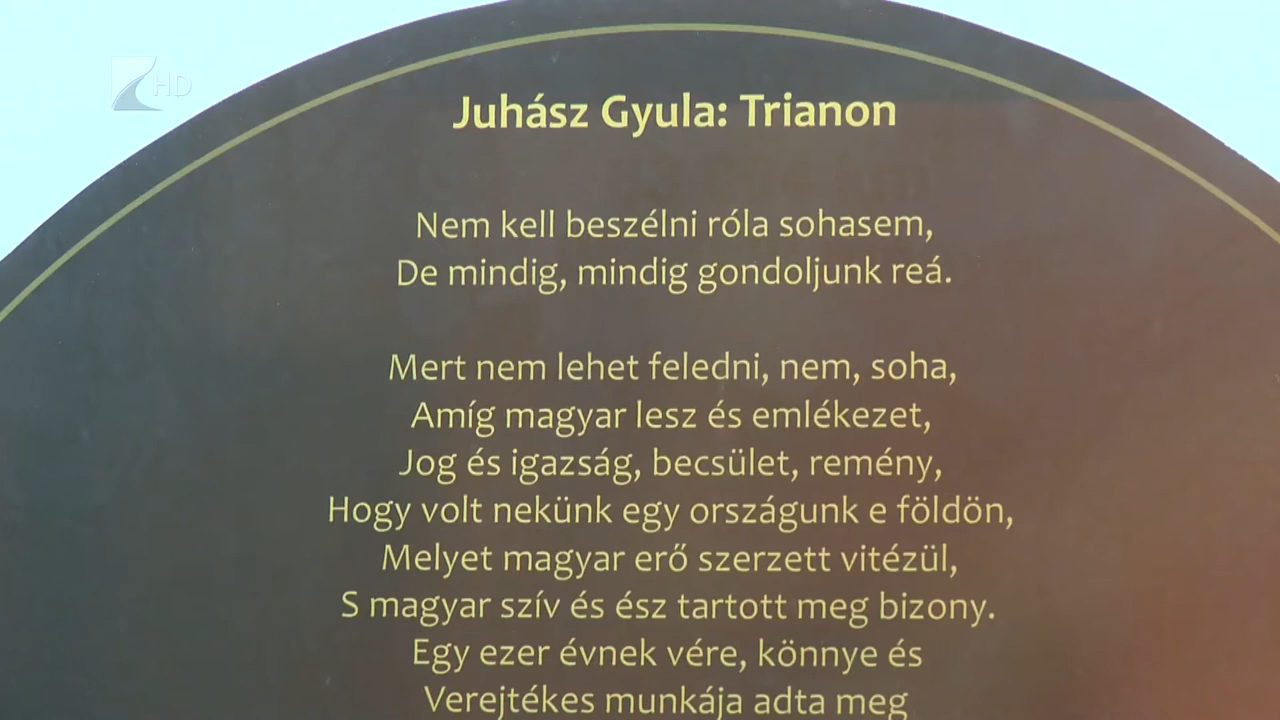 HD
Juhász Gyula: Trianon
Nem kell beszélni róla sohasem,
De mindig, mindig gondoljunk reá.
Mert nem lehet feledni, nem, soha,
Amíg magyar lesz és emlékezet,
Jog és igazság, becsület, remény,
Hogy volt nekünk egy országunk e földön,
Melyet magyar erő szerzett vitézül,
S magyar szív és ész tartott meg bizony.
Egy ezer évnek vére, könnye és
Verejtékes munkája adta meg